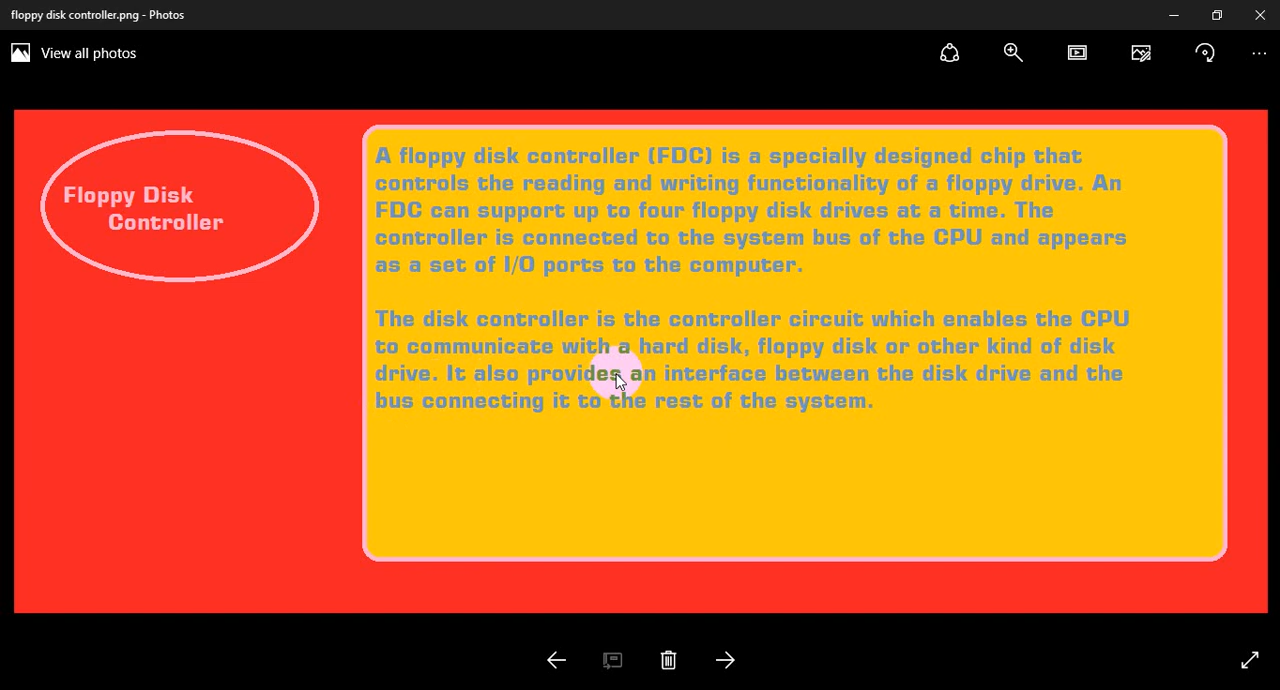 floppy disk controller.png - Photos
View all photos
Floppy Disk
Controller
A floppy disk controller (FDC) is a specially designed chip that
controls the reading and writing functionality of a floppy drive. An
FDC can support up to four floppy disk drives at a time. The
controller is connected to the system bus of the CPU and appears
as a set of I/O ports to the computer.
The disk controller is the controller circuit which enables the CPU
to communicate with a hard disk, floppy disk or other kind of disk
drive. It also provides an interface between the disk drive and the
bus connecting it to the rest of the system.